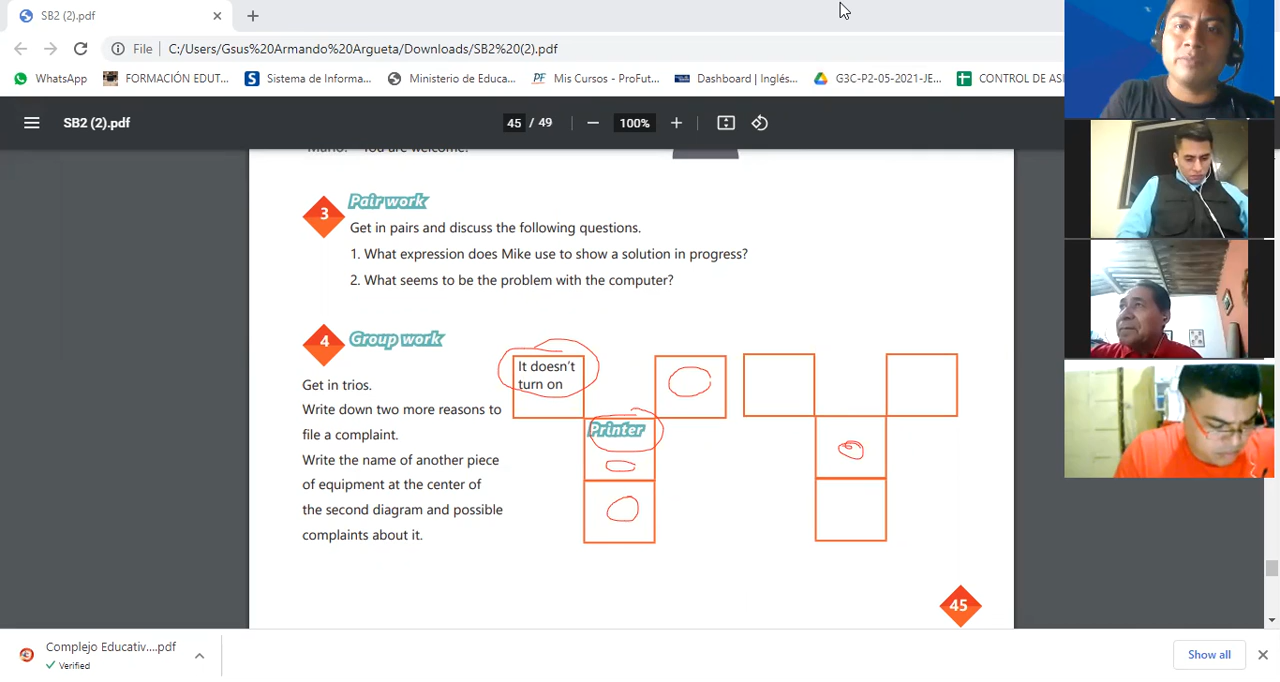 SB2 (2).pdf
File
C:/Users/Gsus%20Armando%20Argueta/Downloads/SB2%20(2).pdf
WhatsApp
FORMACIÓN EDUT...
Sistema de Informa...
Ministerio de Educa...
PF
Mis Cursos - ProFut...
Dashboard | Inglés...
G3C-P2-05-2021-JE...
CONTROL DE ASI
SB2 (2).pdf
45 / 49
100%
You are welcome.
3
Pair work
Get in pairs and discuss the following questions.
1. What expression does Mike use to show a solution in progress?
2. What seems to be the problem with the computer?
4
Group work
Get in trios.
Write down two more reasons to
file a complaint.
Write the name of another piece
of equipment at the center of
the second diagram and possible
complaints about it.
It doesn't
turn on
Printer
45
Complejo Educativ....pdf
Verified
Show all